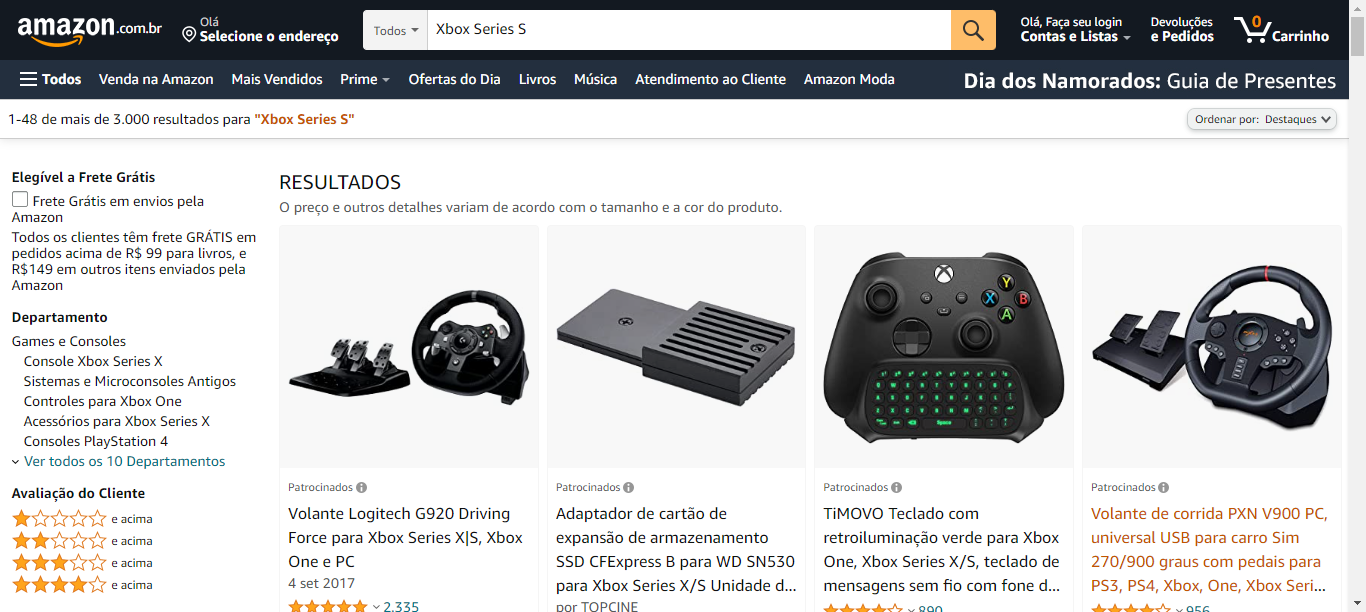 amazon.com.br
Olá
Selecione o endereço
Todos
Xbox Series S
Olá, Faça seu login
Contas e Listas
Devoluções
e Pedidos
0
Carrinho
Todos
Venda na Amazon
Mais Vendidos
Prime
Ofertas do Dia
Livros
Música
Atendimento ao Cliente
Amazon Moda
Dia dos Namorados: Guia de Presentes
1-48 de mais de 3.000 resultados para "Xbox Series S"
Ordenar por: Destaques
Elegível a Frete Grátis
Frete Grátis em envios pela
Amazon
Todos os clientes têm frete GRÁTIS em
pedidos acima de R$ 99 para livros, e
R$149 em outros itens enviados pela
Amazon
Departamento
Games e Consoles
Console Xbox Series X
Sistemas e Microconsoles Antigos
Controles para Xbox One
Acessórios para Xbox Series X
Consoles PlayStation 4
Ver todos os 10 Departamentos
Avaliação do Cliente
e acima
e acima
e acima
e acima
RESULTADOS
O preço e outros detalhes variam de acordo com o tamanho e a cor do produto.
Patrocinados
Volante Logitech G920 Driving
Force para Xbox Series X|S, Xbox
One e PC
4 set 2017
2.335
Patrocinados
Adaptador de cartão de
expansão de armazenamento
SSD CFExpress B para WD SN530
para Xbox Series X/S Unidade d...
por TOPCINE
Y
X
B
A
Space
Patrocinados
TiMOVO Teclado com
retroiluminação verde para Xbox
One, Xbox Series X/S, teclado de
mensagens sem fio com fone d...
890
Patrocinados
Volante de corrida PXN V900 PC,
universal USB para carro Sim
270/900 graus com pedais para
PS3, PS4, Xbox, One, Xbox Seri...
956